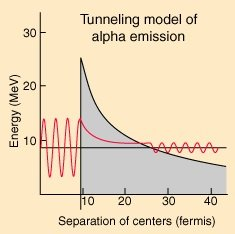 Tunneling model of
alpha emission
Energy (MeV)
30
20
10
10 20 30 40
Separation of centers (fermis)